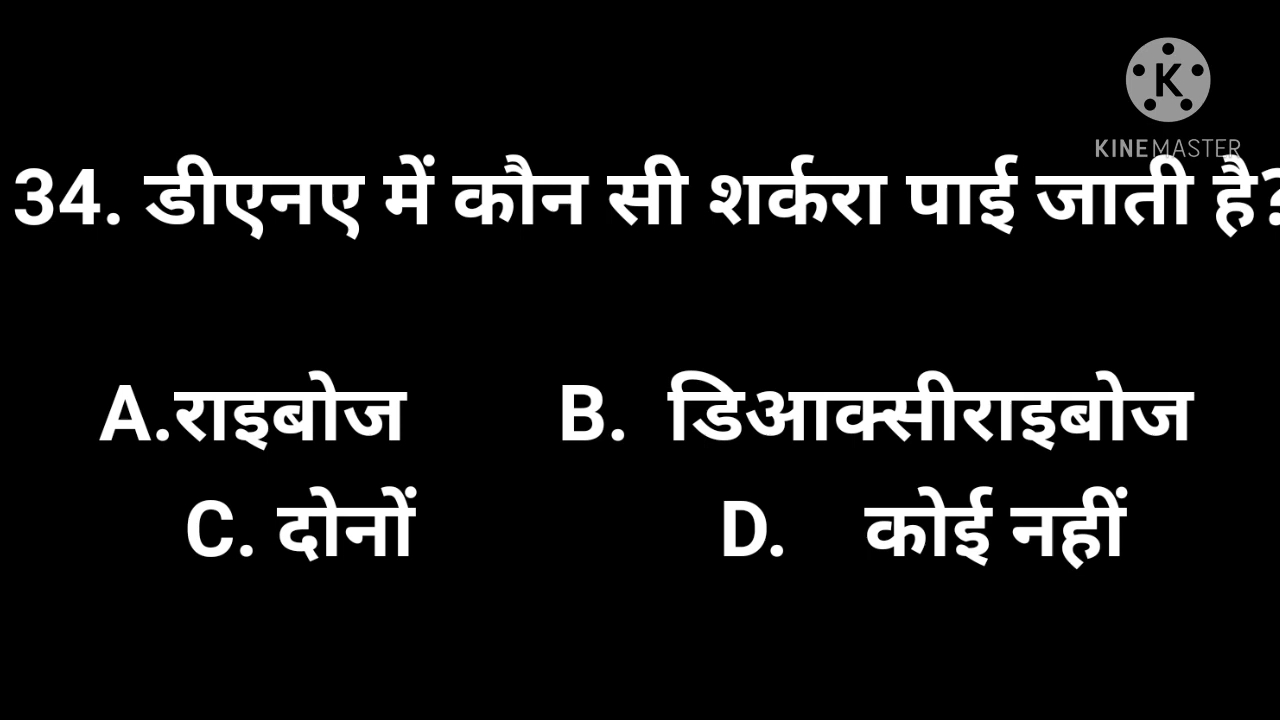 K
KINEMASTER
34. डीएनए में कौन सी शर्करा पाई जाती है?
A.राइबोज B. डिआक्सीराइबोज
C. दोनों D. कोई नहीं